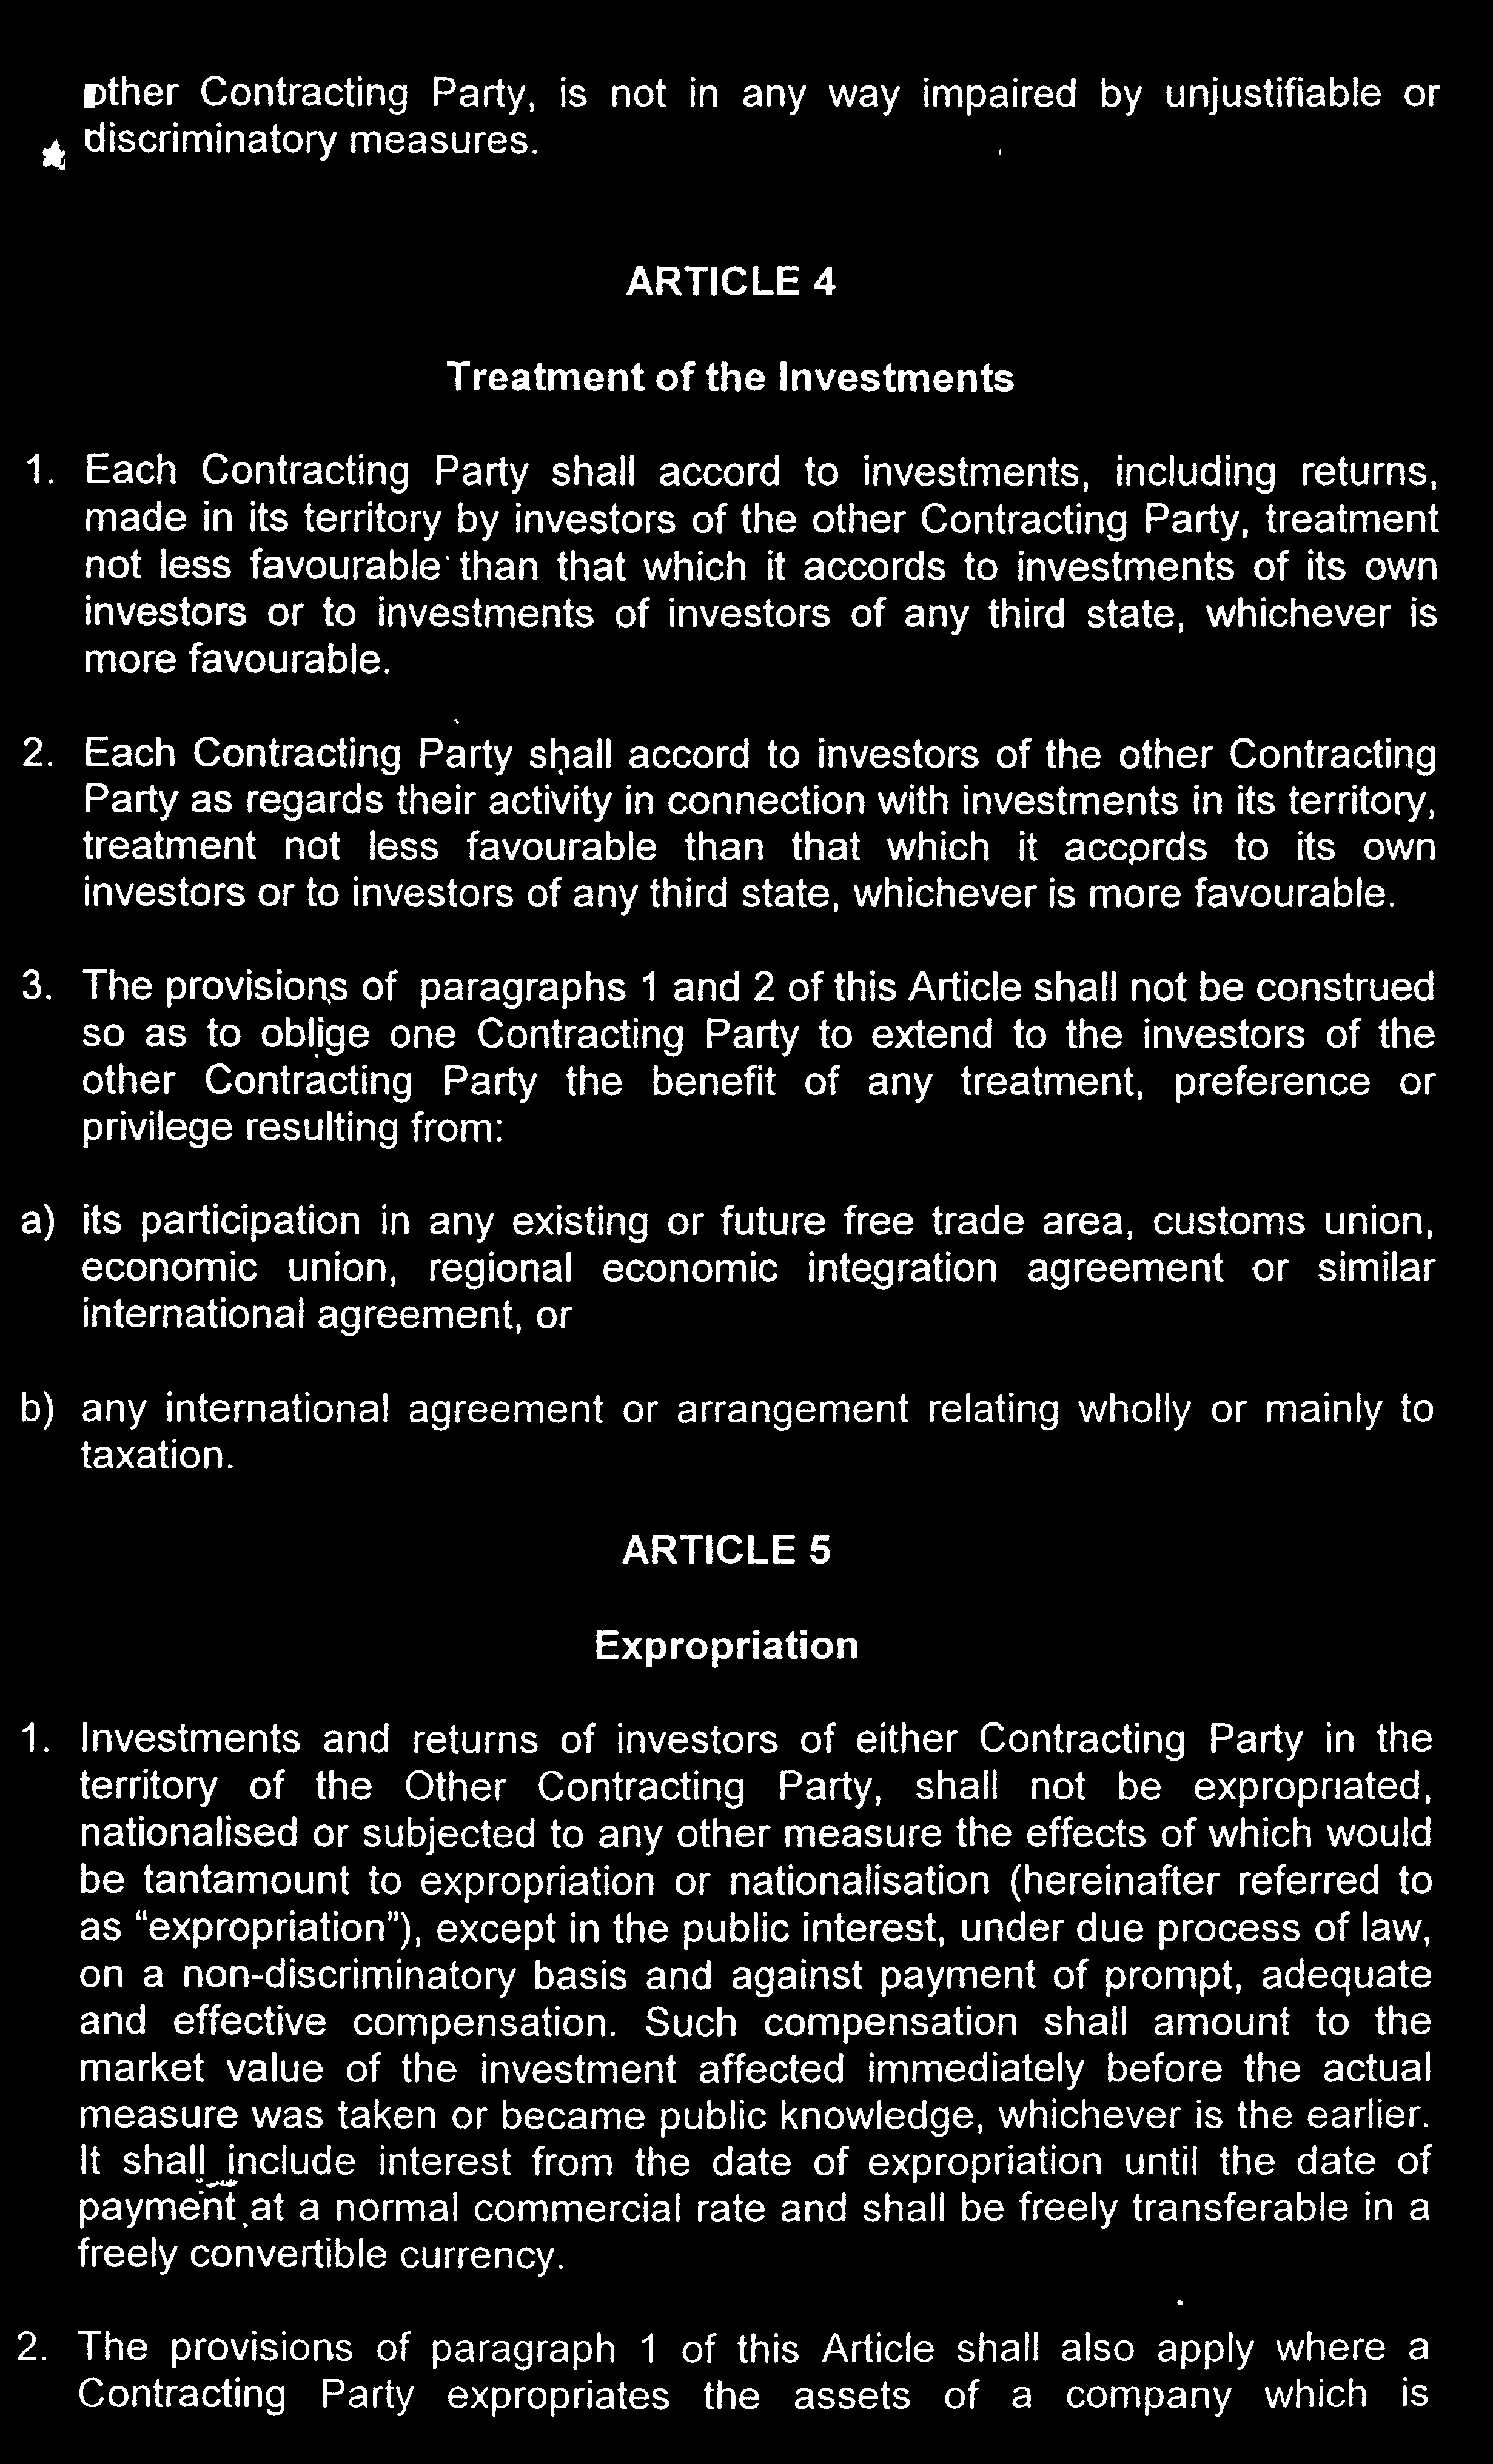 other Contracting Party, is not in any way impaired by unjustifiable or
discriminatory measures.
ARTICLE 4
Treatment of the Investments
1. Each Contracting Party shall accord to investments, including returns,
made in its territory by investors of the other Contracting Party, treatment
not less favourable than that which it accords to investments of its own
investors or to investments of investors of any third state, whichever is
more favourable.
2. Each Contracting Party shall accord to investors of the other Contracting
Party as regards their activity in connection with investments in its territory,
treatment not less favourable than that which it accords to its own
investors or to investors of any third state, whichever is more favourable.
3. The provisions of paragraphs 1 and 2 of this Article shall not be construed
so as to oblige one Contracting Party to extend to the investors of the
other Contracting Party the benefit of any treatment, preference or
privilege resulting from:
a) its participation in any existing or future free trade area, customs union,
economic union, regional economic integration agreement or similar
international agreement, or
b) any international agreement or arrangement relating wholly or mainly to
taxation.
ARTICLE 5
Expropriation
1. Investments and returns of investors of either Contracting Party in the
territory of the Other Contracting Party, shall not be expropriated,
nationalised or subjected to any other measure the effects of which would
be tantamount to expropriation or nationalisation (hereinafter referred to
as “expropriation”), except in the public interest, under due process of law,
on a non-discriminatory basis and against payment of prompt, adequate
and effective compensation. Such compensation shall amount to the
market value of the investment affected immediately before the actual
measure was taken or became public knowledge, whichever is the earlier.
It shall include interest from the date of expropriation until the date of
payment at a normal commercial rate and shall be freely transferable in a
freely convertible currency.
2. The provisions of paragraph 1 of this Article shall also apply where a
Contracting Party expropriates the assets of a company which is